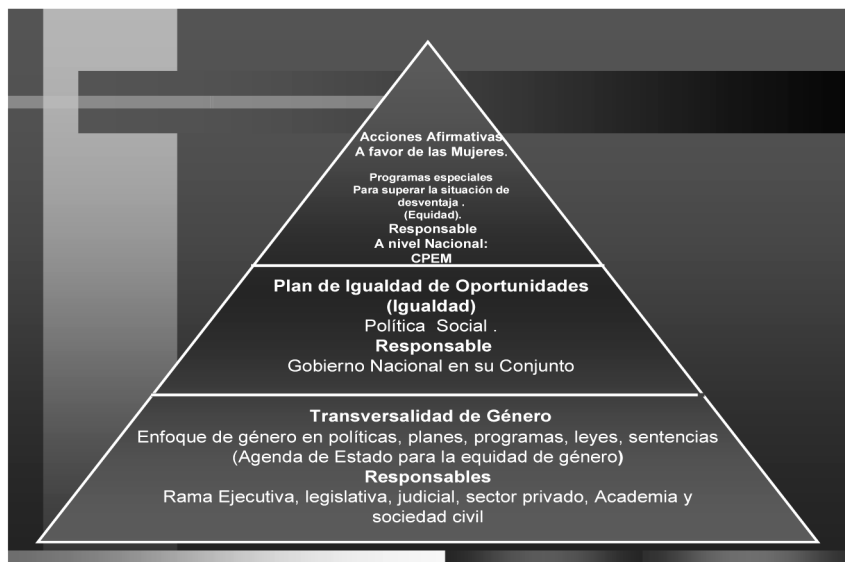 Acciones Afirmativas
A favor de las Mujeres.
Programas especiales
Para superar la situación de
desventaja .
(Equidad).
Responsable
A nivel Nacional:
CPEM
Plan de Igualdad de Oportunidades
(Igualdad)
Política Social .
Responsable
Gobierno Nacional en su Conjunto
Transversalidad de Género
Enfoque de género en políticas, planes, programas, leyes, sentencias
(Agenda de Estado para la equidad de género)
Responsables
Rama Ejecutiva, legislativa, judicial, sector privado, Academia y
sociedad civil